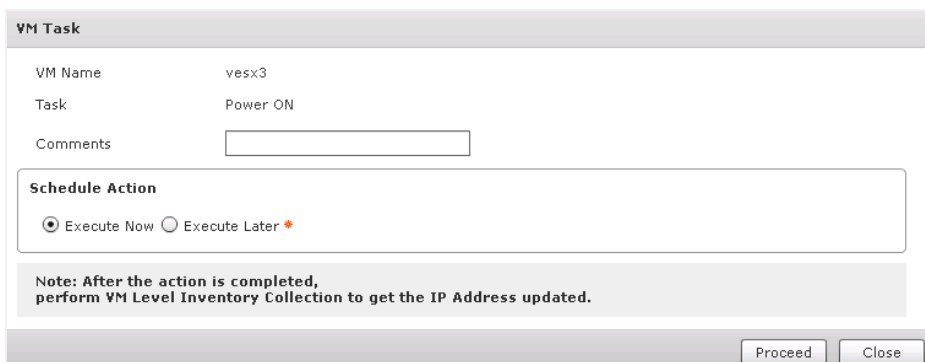 VM Task
VM Name vesx3
Task Power ON
Comments
Schedule Action
Execute Now Execute Later *
Note: After the action is completed,
perform VM Level Inventory Collection to get the IP Address updated.
Proceed Close